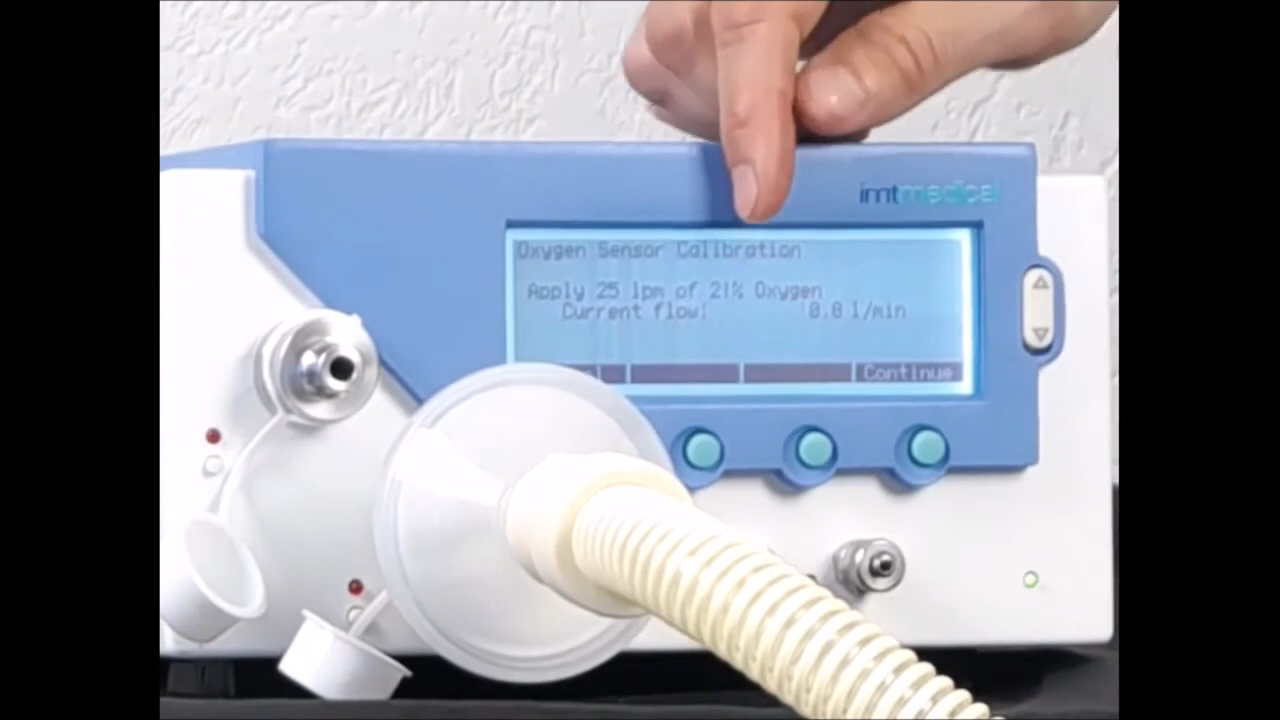 imtmedical
Oxygen Sensor Calibration
Apply 25 lpm of 21% Oxygen
Current flow: 0.0 l/min
Continue